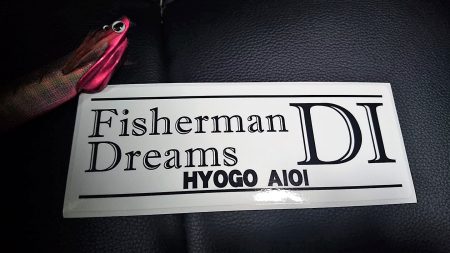 Fisherman
Dreams
DI
HYOGO AIOI